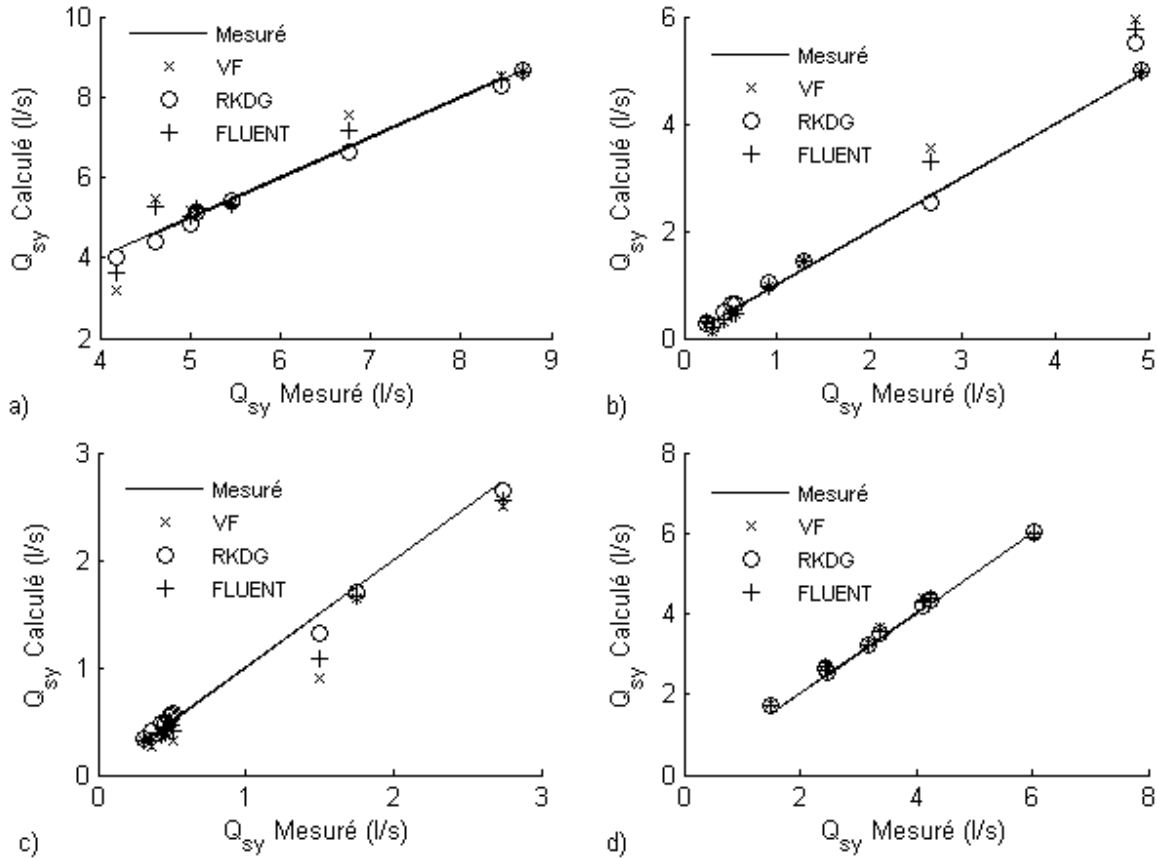 10
8
6
4
2
Q_sy Calculé (l/s)
Mesuré
VF
RKDG
FLUENT
4 5 6 7 8 9
Q_sy Mesuré (l/s)
a)
6
4
2
0
Q_sy Calculé (l/s)
Mesuré
VF
RKDG
FLUENT
0 1 2 3 4 5
Q_sy Mesuré (l/s)
b)
3
2
1
0
Q_sy Calculé (l/s)
Mesuré
VF
RKDG
FLUENT
0 1 2 3
Q_sy Mesuré (l/s)
c)
8
6
4
2
0
Q_sy Calculé (l/s)
Mesuré
VF
RKDG
FLUENT
0 2 4 6 8
Q_sy Mesuré (l/s)
d)